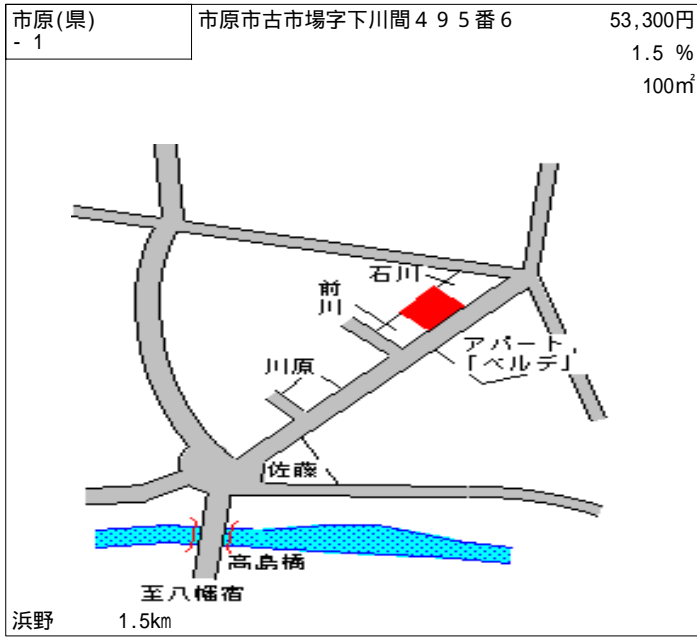 市原(県) 市原市古市場字下川間４９５番６ 53,300円
- 1 1.5 %
100㎡
石川
前川
アパート
「ベルデ」
川原
佐藤
高島橋
至八幡宿
浜野 1.5km